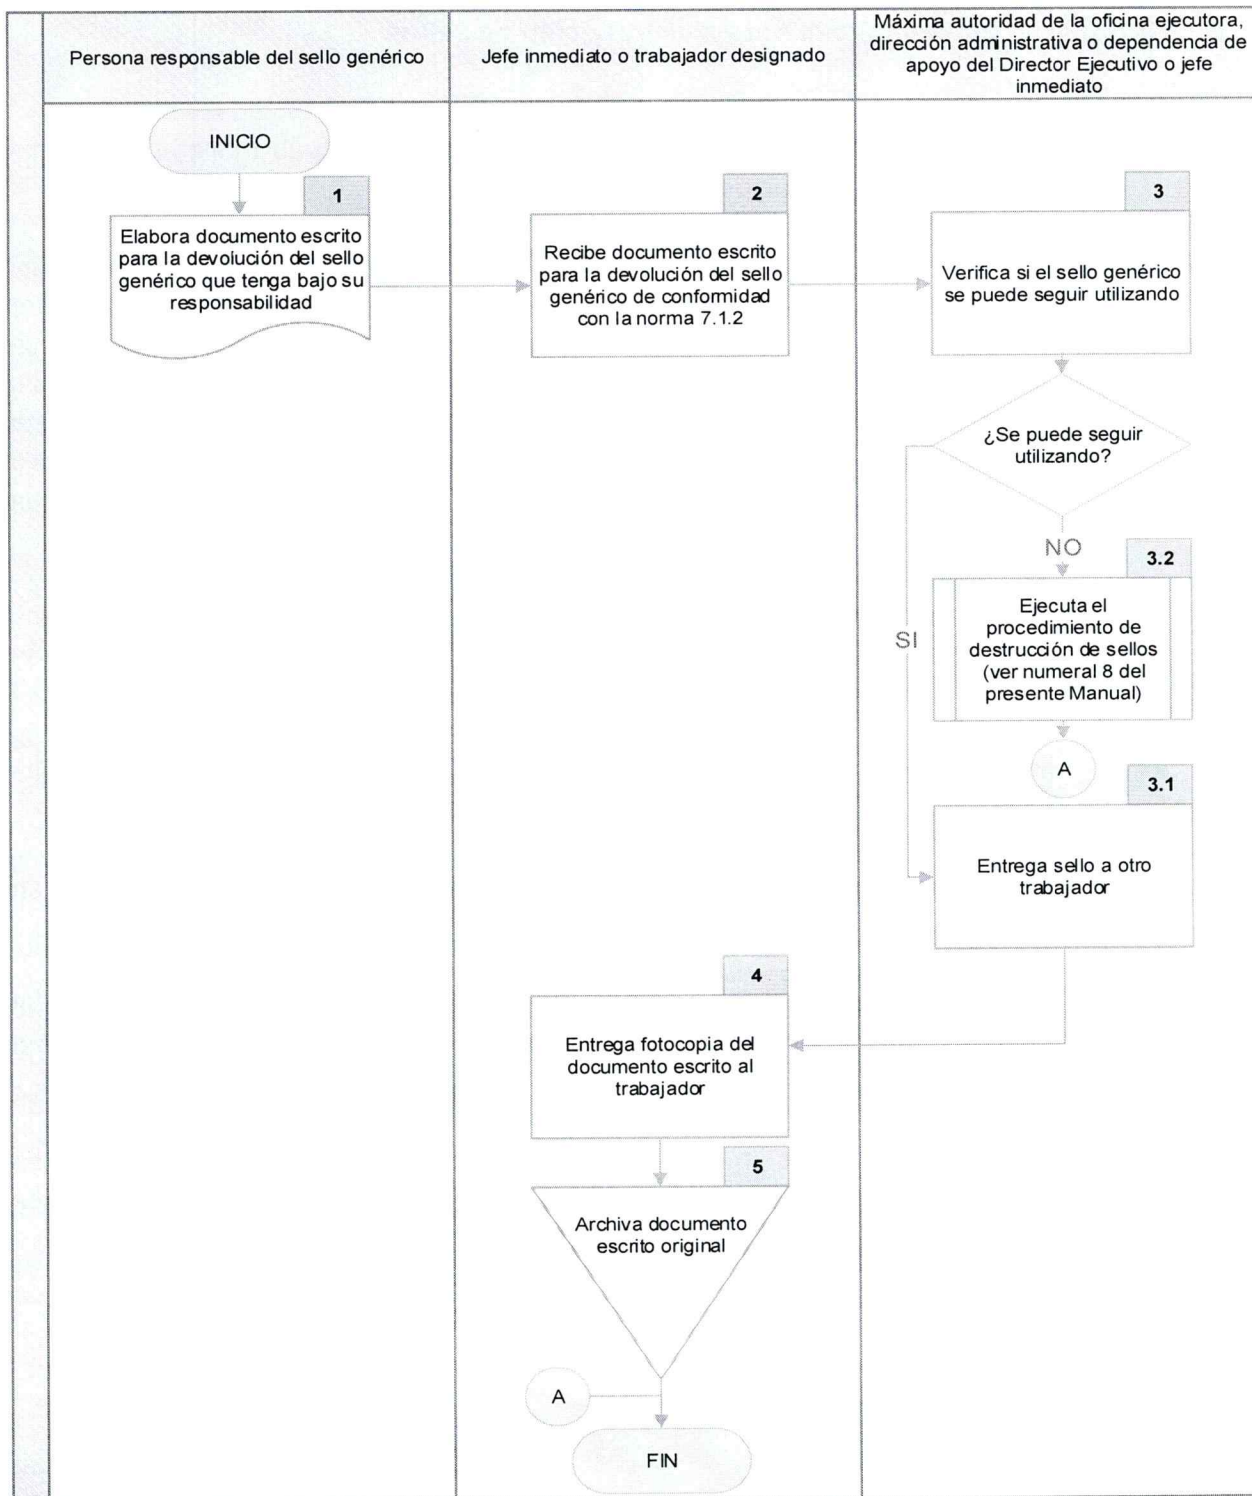 Persona responsable del sello genérico
Jefe inmediato o trabajador designado
Máxima autoridad de la oficina ejecutora,
dirección administrativa o dependencia de
apoyo del Director Ejecutivo o jefe
inmediato
INICIO
1
Elabora documento escrito
para la devolución del sello
genérico que tenga bajo su
responsabilidad
2
Recibe documento escrito
para la devolución del sello
genérico de conformidad
con la norma 7.1.2
3
Verifica si el sello genérico
se puede seguir utilizando
¿Se puede seguir
utilizando?
NO
SI
3.2
Ejecuta el
procedimiento de
destrucción de sellos
(ver numeral 8 del
presente Manual)
A
3.1
Entrega sello a otro
trabajador
4
Entrega fotocopia del
documento escrito al
trabajador
5
Archiva documento
escrito original
A
FIN